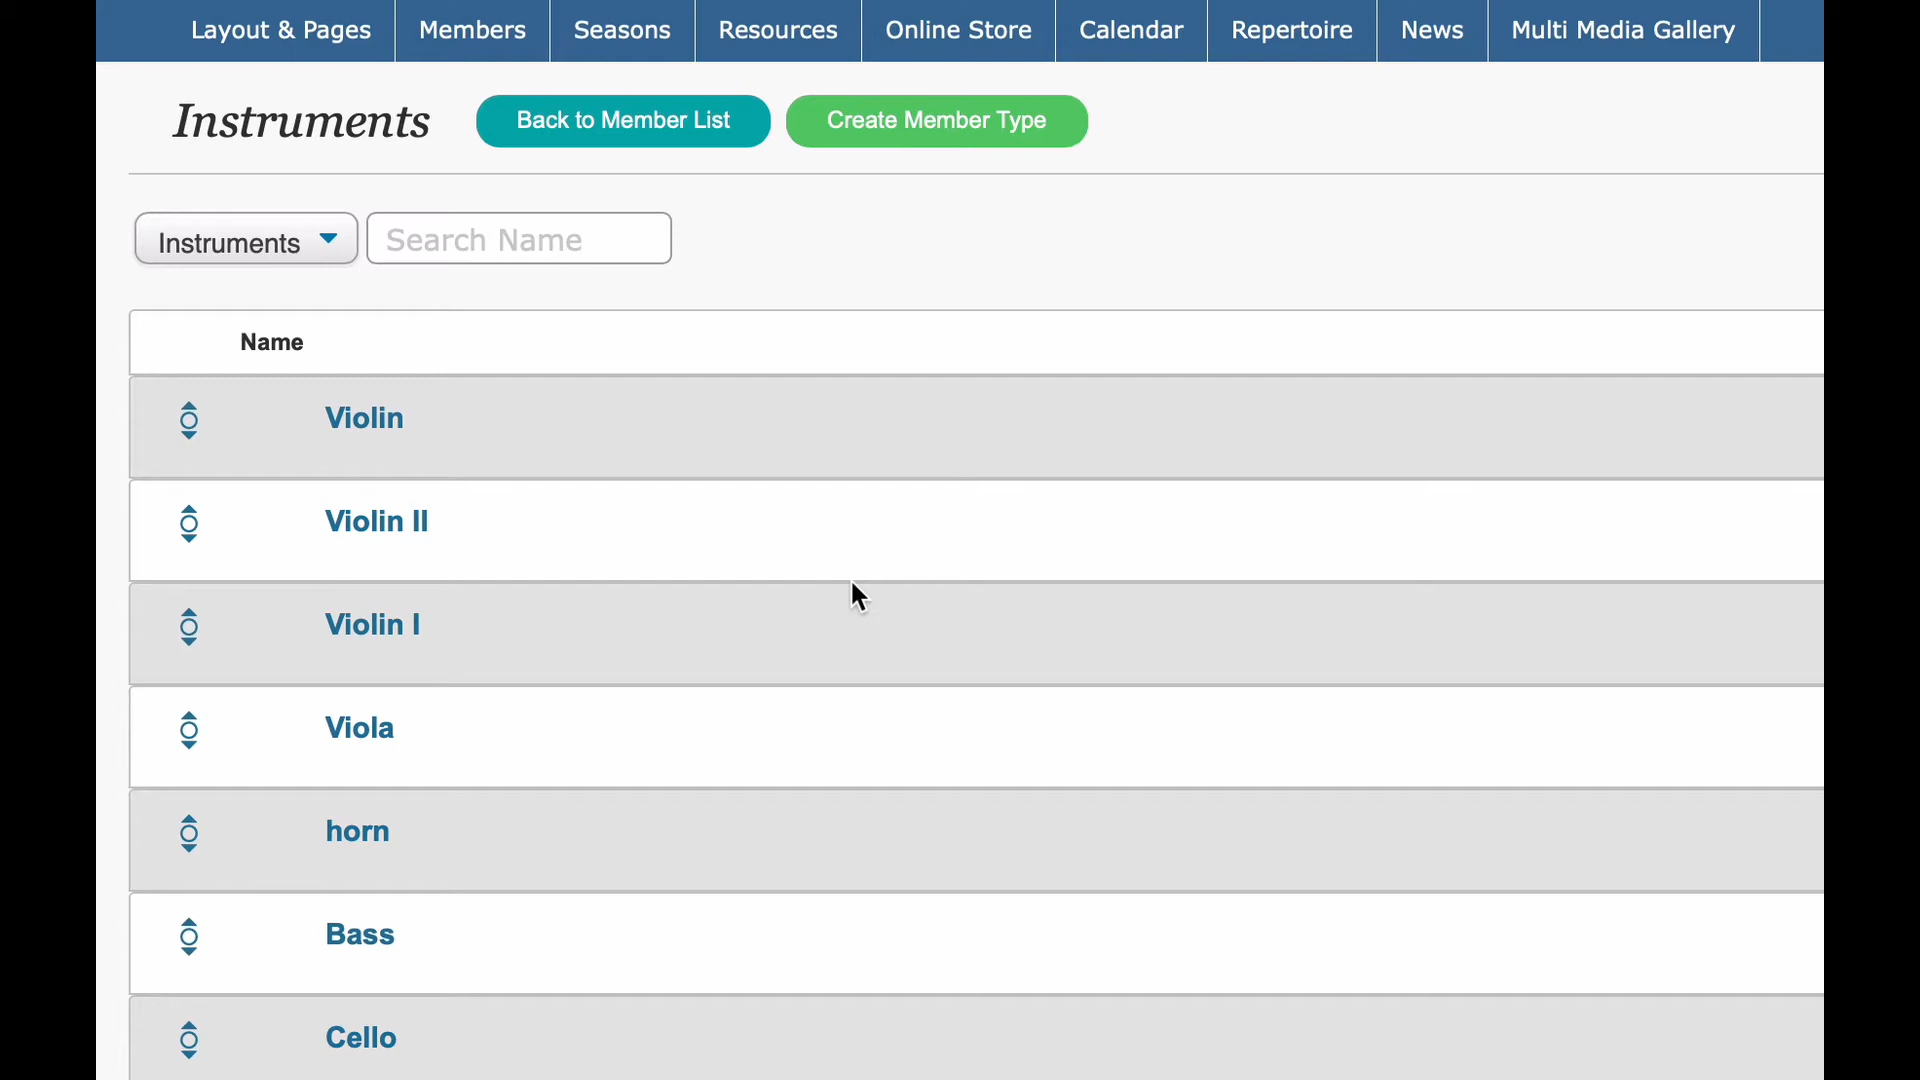 Layout & Pages Members Seasons Resources Online Store Calendar Repertoire News Multi Media Gallery
Instruments Back to Member List Create Member Type
Instruments Search Name
Name
Violin
Violin II
Violin I
Viola
horn
Bass
Cello